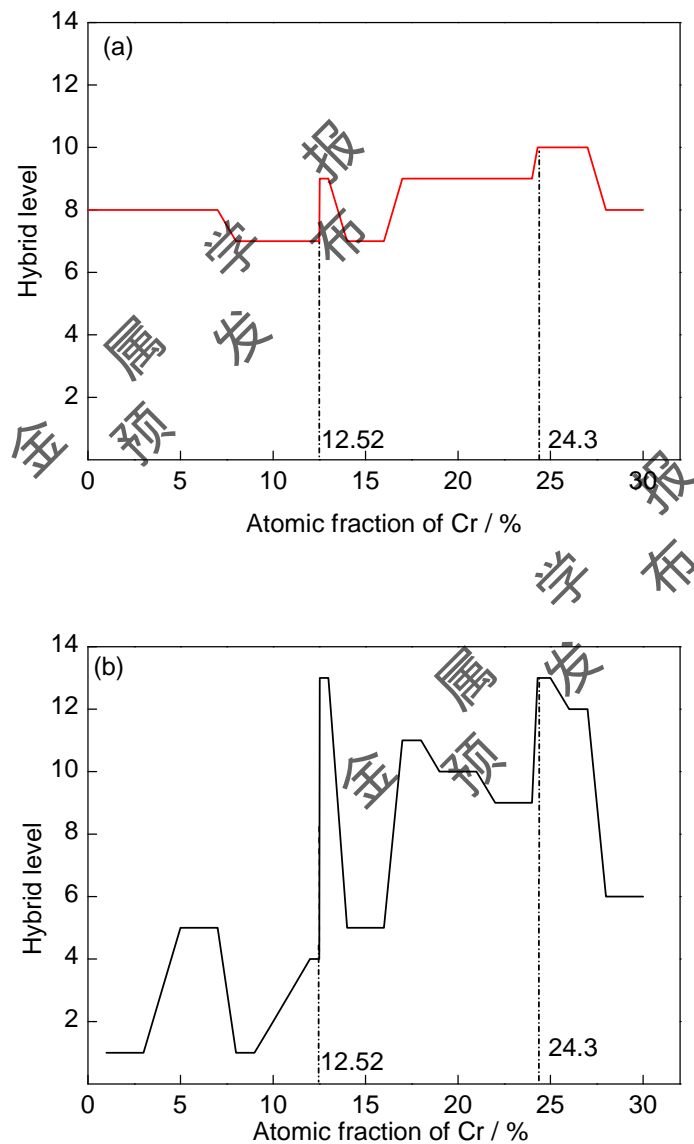 (a)
14
12
10
8
6
4
2
Hybrid level
12.52
24.3
0 5 10 15 20 25 30
Atomic fraction of Cr / %
金属学报
预发布
(b)
14
12
10
8
6
4
2
Hybrid level
12.52
24.3
0 5 10 15 20 25 30
Atomic fraction of Cr / %
金属学报
预发布